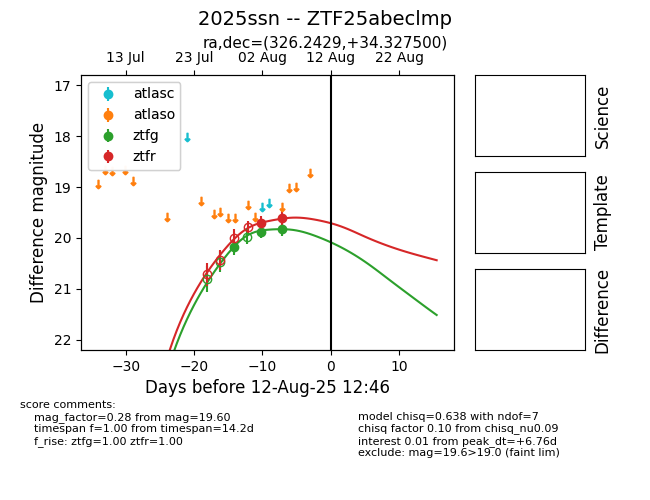 2025ssn -- ZTF25abeclmp
ra,dec=(326.2429,+34.327500)
13 Jul 23 Jul 02 Aug 12 Aug 22 Aug
17
18
19
20
21
22
Difference magnitude
atlasc
atlaso
ztfg
ztfr
−30 −20 −10 0 10
Days before 12-Aug-25 12:46
Science
Template
Difference
score comments:
mag_factor=0.28 from mag=19.60
timespan f=1.00 from timespan=14.2d
f_rise: ztfg=1.00 ztfr=1.00
model chisq=0.638 with ndof=7
chisq factor 0.10 from chisq_nu0.09
interest 0.01 from peak_dt=+6.76d
exclude: mag=19.6>19.0 (faint lim)